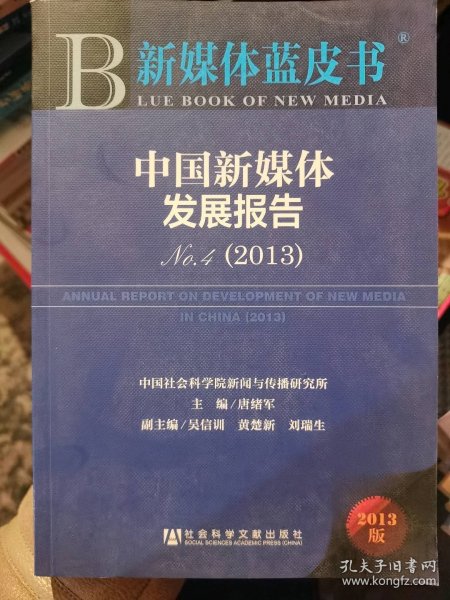 B 新媒体蓝皮书®
LUE BOOK OF NEW MEDIA
中国新媒体
发展报告
No.4 (2013)
ANNUAL REPORT ON DEVELOPMENT OF NEW MEDIA
IN CHINA (2013)
中国社会科学院新闻与传播研究所
主 编/唐绪军
副主编/吴信训 黄楚新 刘瑞生
社会科学文献出版社
SOCIAL SCIENCES ACADEMIC PRESS (CHINA)
2013
版
孔夫子旧书网
www.kongfz.com